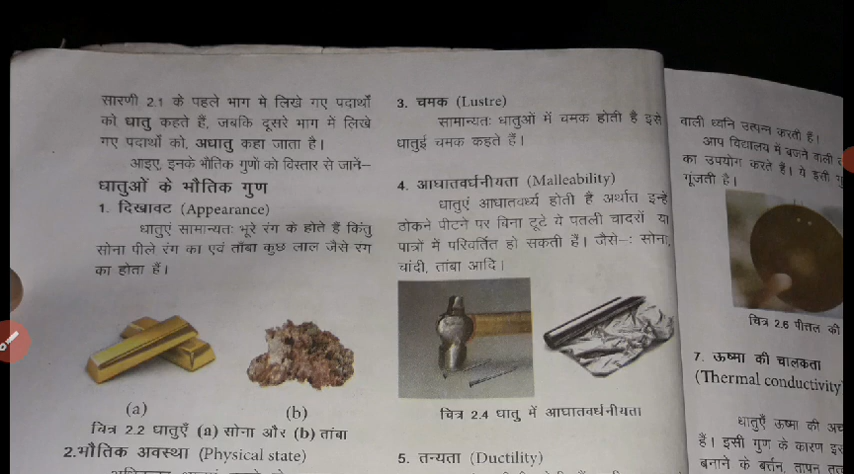 सारणी 2.1 के पहले भाग मे लिखे गए पदार्थों
को धातु कहते हैं, जबकि दूसरे भाग में लिखे
गए पदार्थों को, अधातु कहा जाता है।
आइए, इनके भौतिक गुणों को विस्तार से जानें–
धातुओं के भौतिक गुण
1. दिखावट (Appearance)
धातुएं सामान्यतः भूरे रंग के होते हैं किंतु
सोना पीले रंग का एवं ताँबा कुछ लाल जैसे रंग
का होता हैं।
(a)
(b)
चित्र 2.2 धातुएँ (a) सोना और (b) तांबा
2.भौतिक अवस्था (Physical state)
3. चमक (Lustre)
सामान्यतः धातुओं में चमक होती है इसे
धातुई चमक कहते हैं।
4. आघातवर्धनीयता (Malleability)
धातुएं आघातवर्ध्य होती है अर्थात इन्हे
ठोकने पीटने पर बिना टूटे ये पतली चादरों या
पात्रों में परिवर्तित हो सकती हैं। जैसे–: सोना,
चांदी, तांबा आदि।
चित्र 2.4 धातु में आघातवर्धनीयता
5. तन्यता (Ductility)
वाली ध्वनि उत्पन्न करती हैं।
आप विद्यालय में बजने वाली
का उपयोग करते हैं। ये इसी
गूंजती है।
चित्र 2.6 पीतल की
7. ऊष्मा की चालकता
(Thermal conductivity
धातुएँ ऊष्मा की
हैं। इसी गुण के कारण
बनाने के बर्तन, तापन